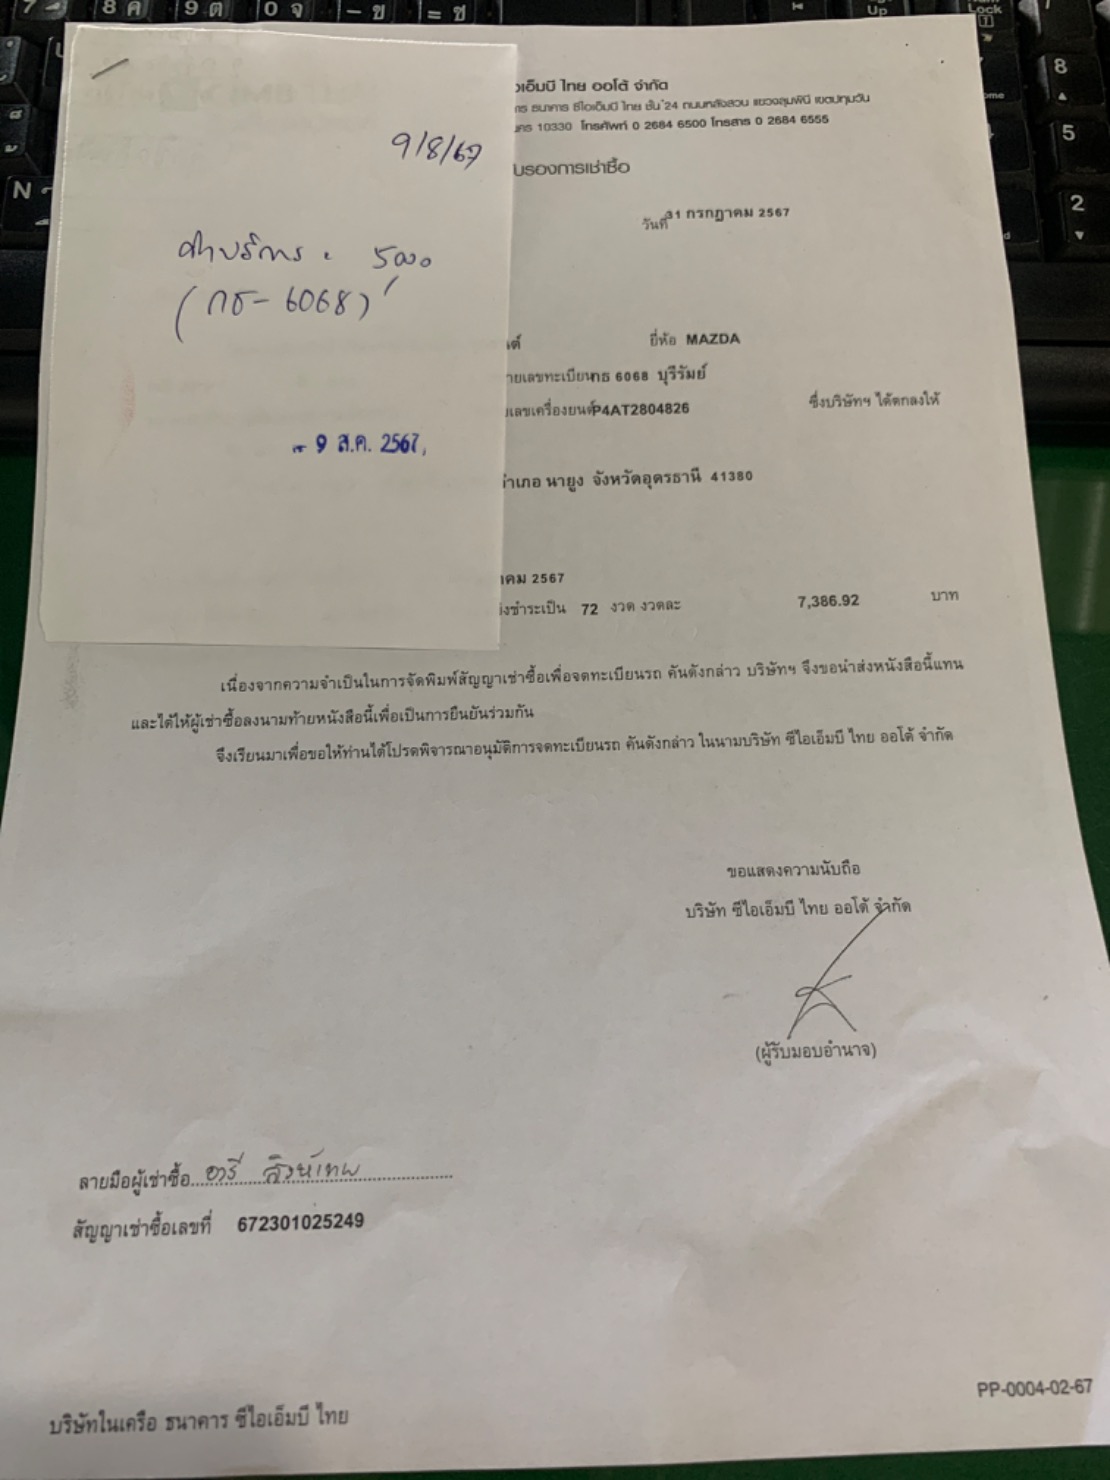 9/8/67
ค่าบริการ : 500
(กธ-6068)
- 9 ส.ค. 2567
อเอ็มบี ไทย ออโต้ จำกัด
าร ธนาคาร ซีไอเอ็มบี ไทย ชั้น 24 ถนนหลังสวน แขวงลุมพินี เขตปทุมวัน
นคร 10330 โทรศัพท์ 0 2684 6500 โทรสาร 0 2684 6555
บรองการเช่าซื้อ
วันที่ 31 กรกฎาคม 2567
ต์ ยี่ห้อ MAZDA
ายเลขทะเบียน กธ 6068 บุรีรัมย์
เลขเครื่องยนต์ P4AT2804826 ซึ่งบริษัทฯ ได้ตกลงให้
อำเภอ นายูง จังหวัดอุดรธานี 41380
าคม 2567
งชำระเป็น 72 งวด งวดละ 7,386.92 บาท
เนื่องจากความจำเป็นในการจัดพิมพ์สัญญาเช่าซื้อเพื่อจดทะเบียนรถ คันดังกล่าว บริษัทฯ จึงขอนำส่งหนังสือนี้แทน
และได้ให้ผู้เช่าซื้อลงนามท้ายหนังสือนี้เพื่อเป็นการยืนยันร่วมกัน
จึงเรียนมาเพื่อขอให้ท่านได้โปรดพิจารณาอนุมัติการจดทะเบียนรถ คันดังกล่าว ในนามบริษัท ซีไอเอ็มบี ไทย ออโต้ จำกัด
ขอแสดงความนับถือ
บริษัท ซีไอเอ็มบี ไทย ออโต้ จำกัด
(ผู้รับมอบอำนาจ)
ลายมือผู้เช่าซื้อ อารี สิงห์เทพ
สัญญาเช่าซื้อเลขที่ 672301025249
PP-0004-02-67
บริษัทในเครือ ธนาคาร ซีไอเอ็มบี ไทย